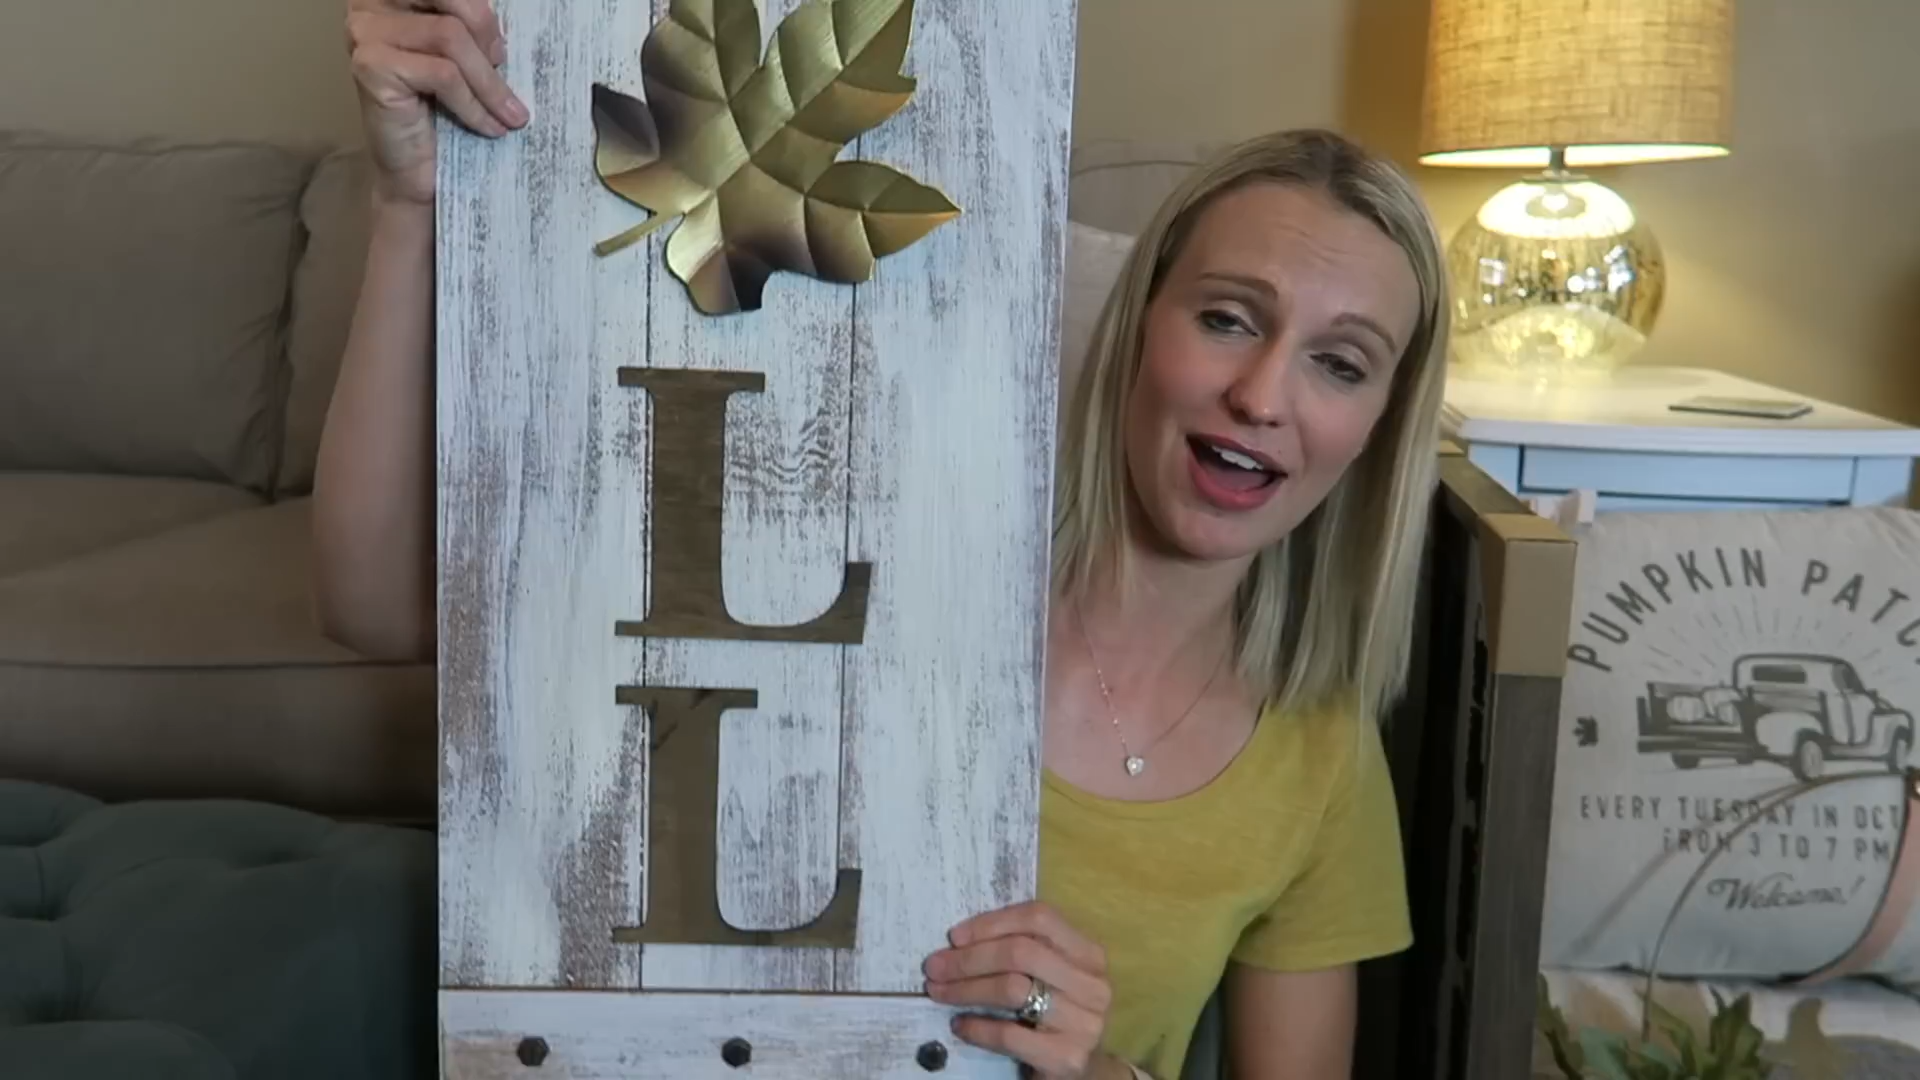 L
L
PUMPKIN PATC
EVERY TUESDAY IN OCT
FROM 3 TO 7 PM
Welcome!